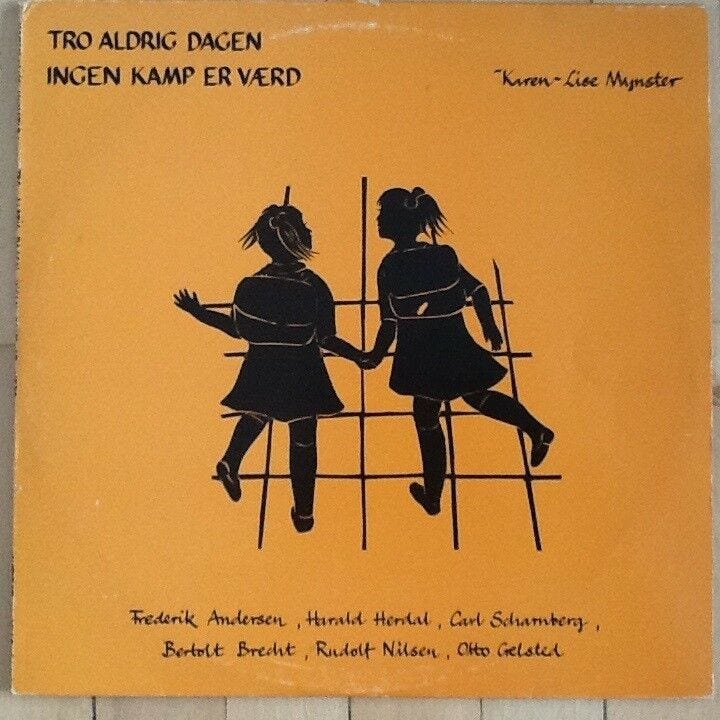 TRO ALDRIG DAGEN
INGEN KAMP ER VÆRD
Karen-Lise Mynster
Frederik Andersen, Harald Herdal, Carl Scharnberg,
Bertolt Brecht, Rudolf Nilsen, Otto Gelsted